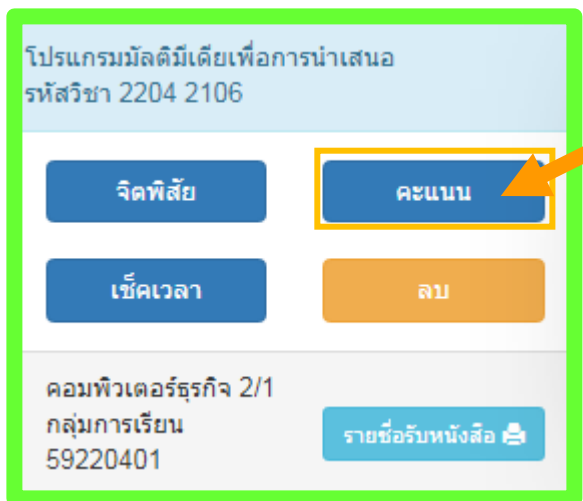 โปรแกรมมัลติมีเดียเพื่อการนำเสนอ
รหัสวิชา 2204 2106
จิตพิสัย
คะแนน
เช็คเวลา
ลบ
คอมพิวเตอร์ธุรกิจ 2/1
กลุ่มการเรียน
59220401
รายชื่อรับหนังสือ